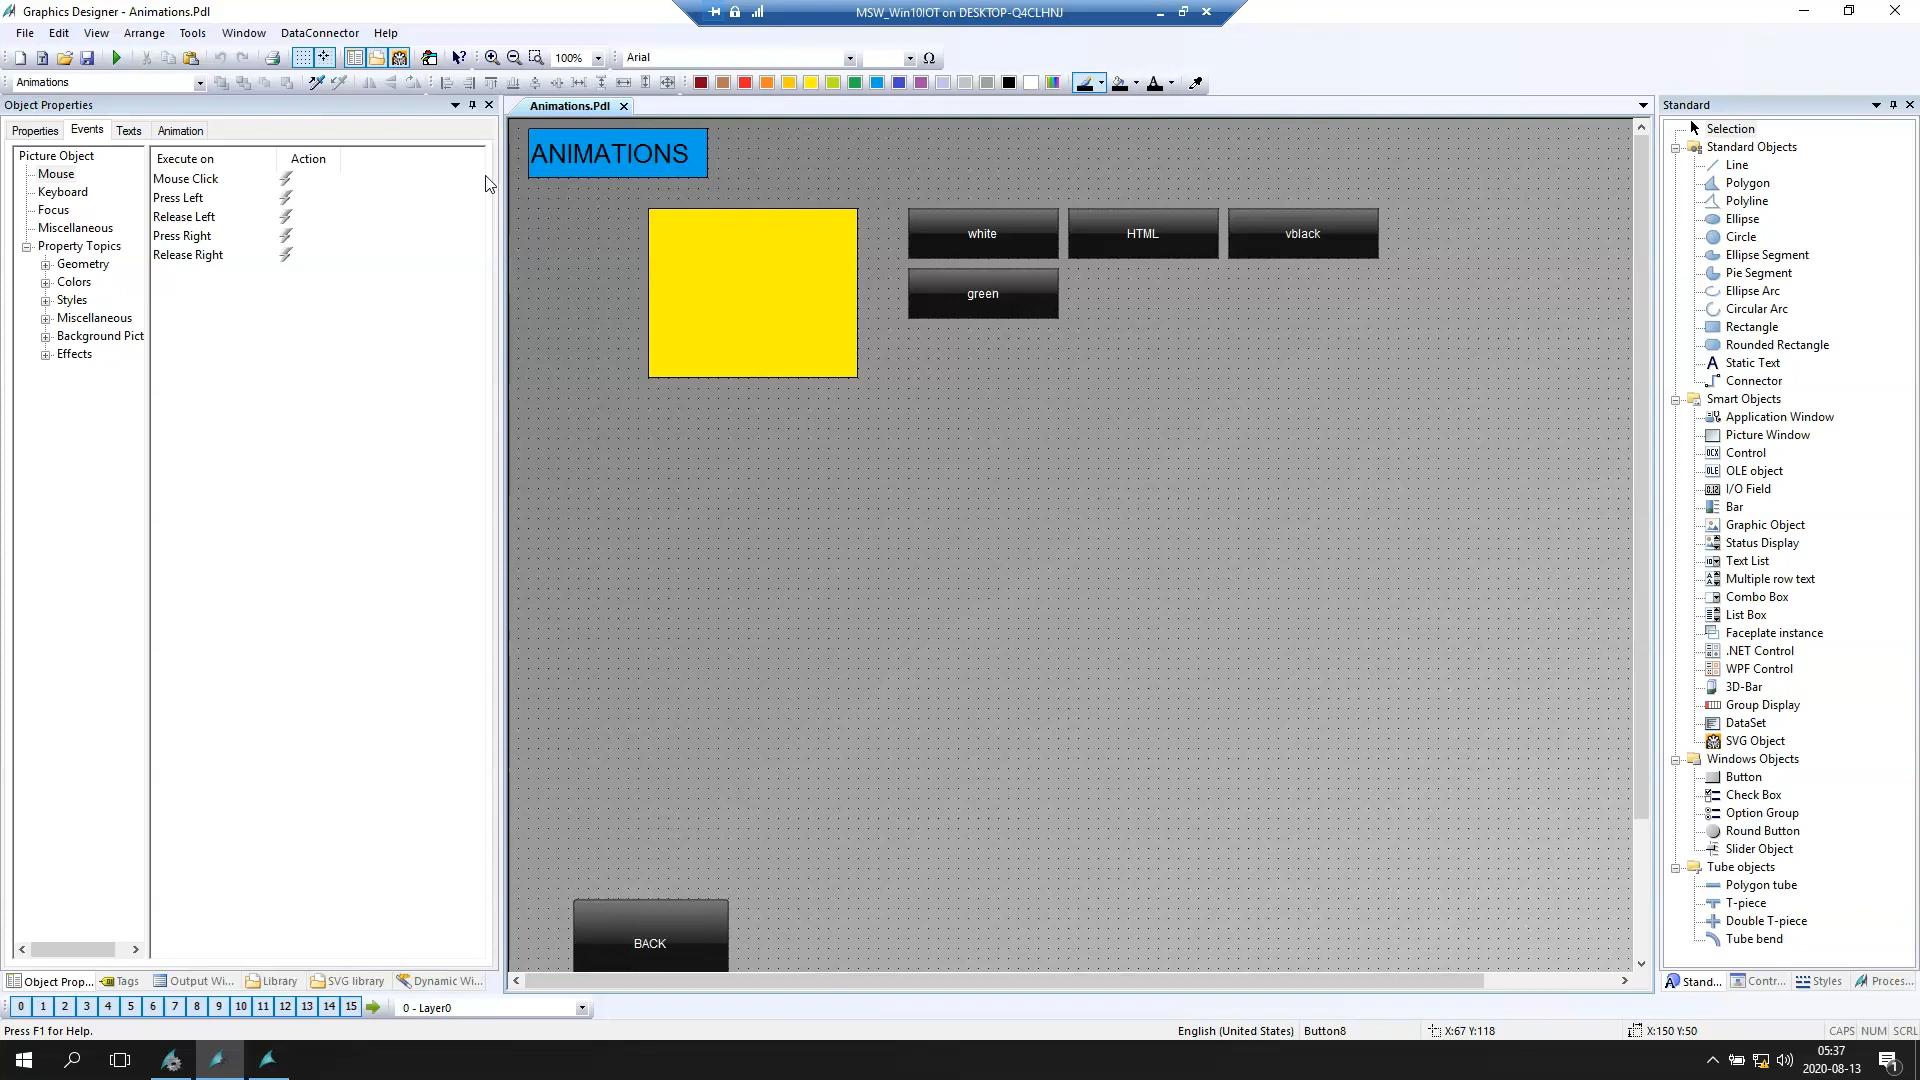 Graphics Designer - Animations.Pdl
MSW_Win10IOT on DESKTOP-Q4CLHNJ
File Edit View Arrange Tools Window DataConnector Help
100% Arial Ω
Animations
Object Properties
Properties Events Texts Animation
Picture Object
Mouse
Keyboard
Focus
Miscellaneous
Property Topics
Geometry
Colors
Styles
Miscellaneous
Background Pict
Effects
Execute on Action
Mouse Click
Press Left
Release Left
Press Right
Release Right
Animations.Pdl
ANIMATIONS
white HTML vblack
green
BACK
Standard
Selection
Standard Objects
Line
Polygon
Polyline
Ellipse
Circle
Ellipse Segment
Pie Segment
Ellipse Arc
Circular Arc
Rectangle
Rounded Rectangle
A Static Text
Connector
Smart Objects
Application Window
Picture Window
OCX Control
OLE OLE object
0.12 I/O Field
Bar
Graphic Object
Status Display
Text List
Multiple row text
Combo Box
List Box
Faceplate instance
.NET Control
WPF Control
3D-Bar
Group Display
DataSet
SVG Object
Windows Objects
Button
Check Box
Option Group
Round Button
Slider Object
Tube objects
Polygon tube
T-piece
Double T-piece
Tube bend
Object Prop... Tags Output Wi... Library SVG library Dynamic Wi...
Stand... Contr... Styles Proces...
0 1 2 3 4 5 6 7 8 9 10 11 12 13 14 15 0 - Layer0
Press F1 for Help. English (United States) Button8 X:67 Y:118 X:150 Y:50 CAPS NUM SCRL
05:37
2020-08-13
1